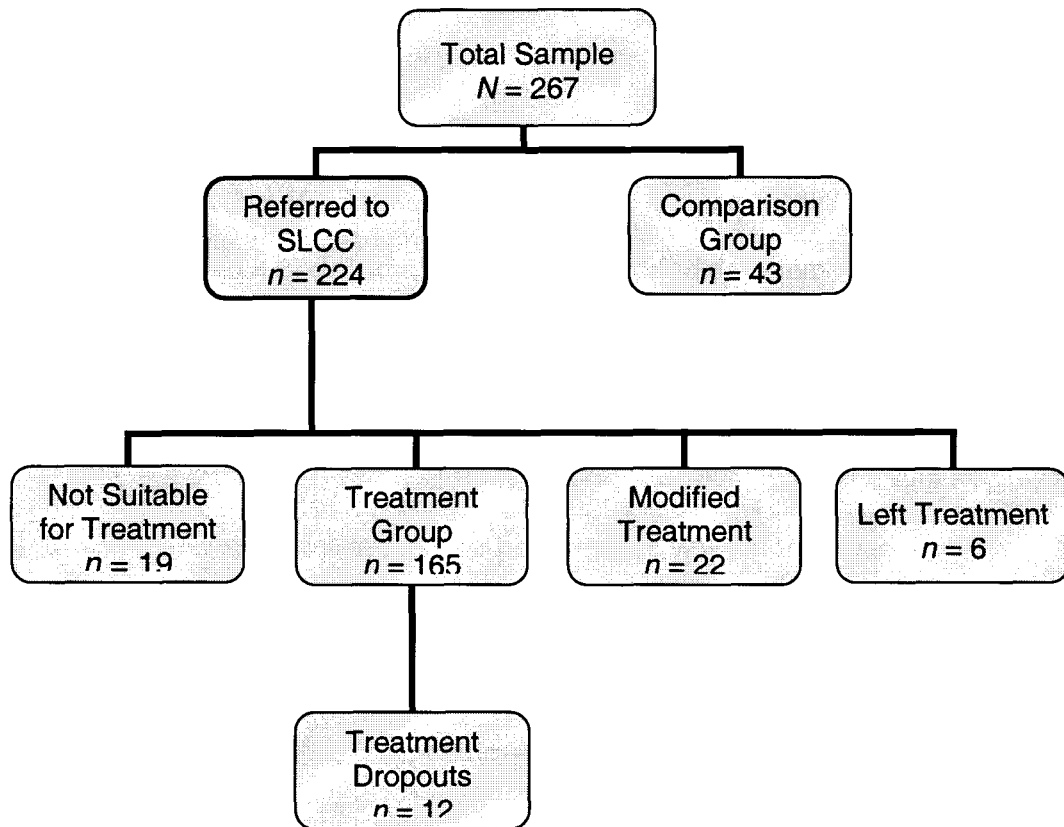 Total Sample
N = 267
Referred to
SLCC
n = 224
Comparison
Group
n = 43
Not Suitable
for Treatment
n = 19
Treatment
Group
n = 165
Modified
Treatment
n = 22
Left Treatment
n = 6
Treatment
Dropouts
n = 12